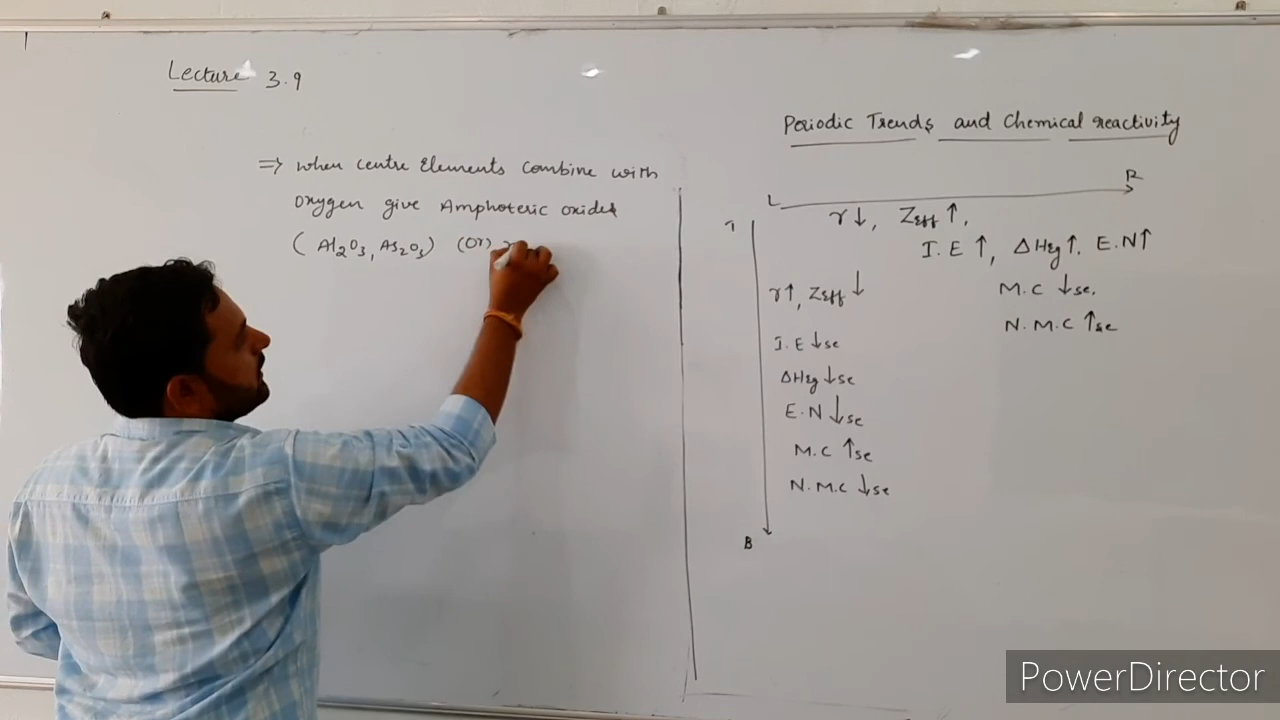 Lecture 3.9
⇒ when centre Elements combine with
oxygen give Amphoteric oxides
( Al2O3, As2O3) (Or)
Periodic Trends and Chemical reactivity
L R
T
r↓, Zeff ↑,
I.E ↑, ΔHeg↑, E.N↑
M.C ↓se,
N.M.C ↑se
r↑, Zeff ↓
I.E ↓se
ΔHeg ↓se
E.N ↓se
M.C ↑se
N.M.C ↓se
B
PowerDirector